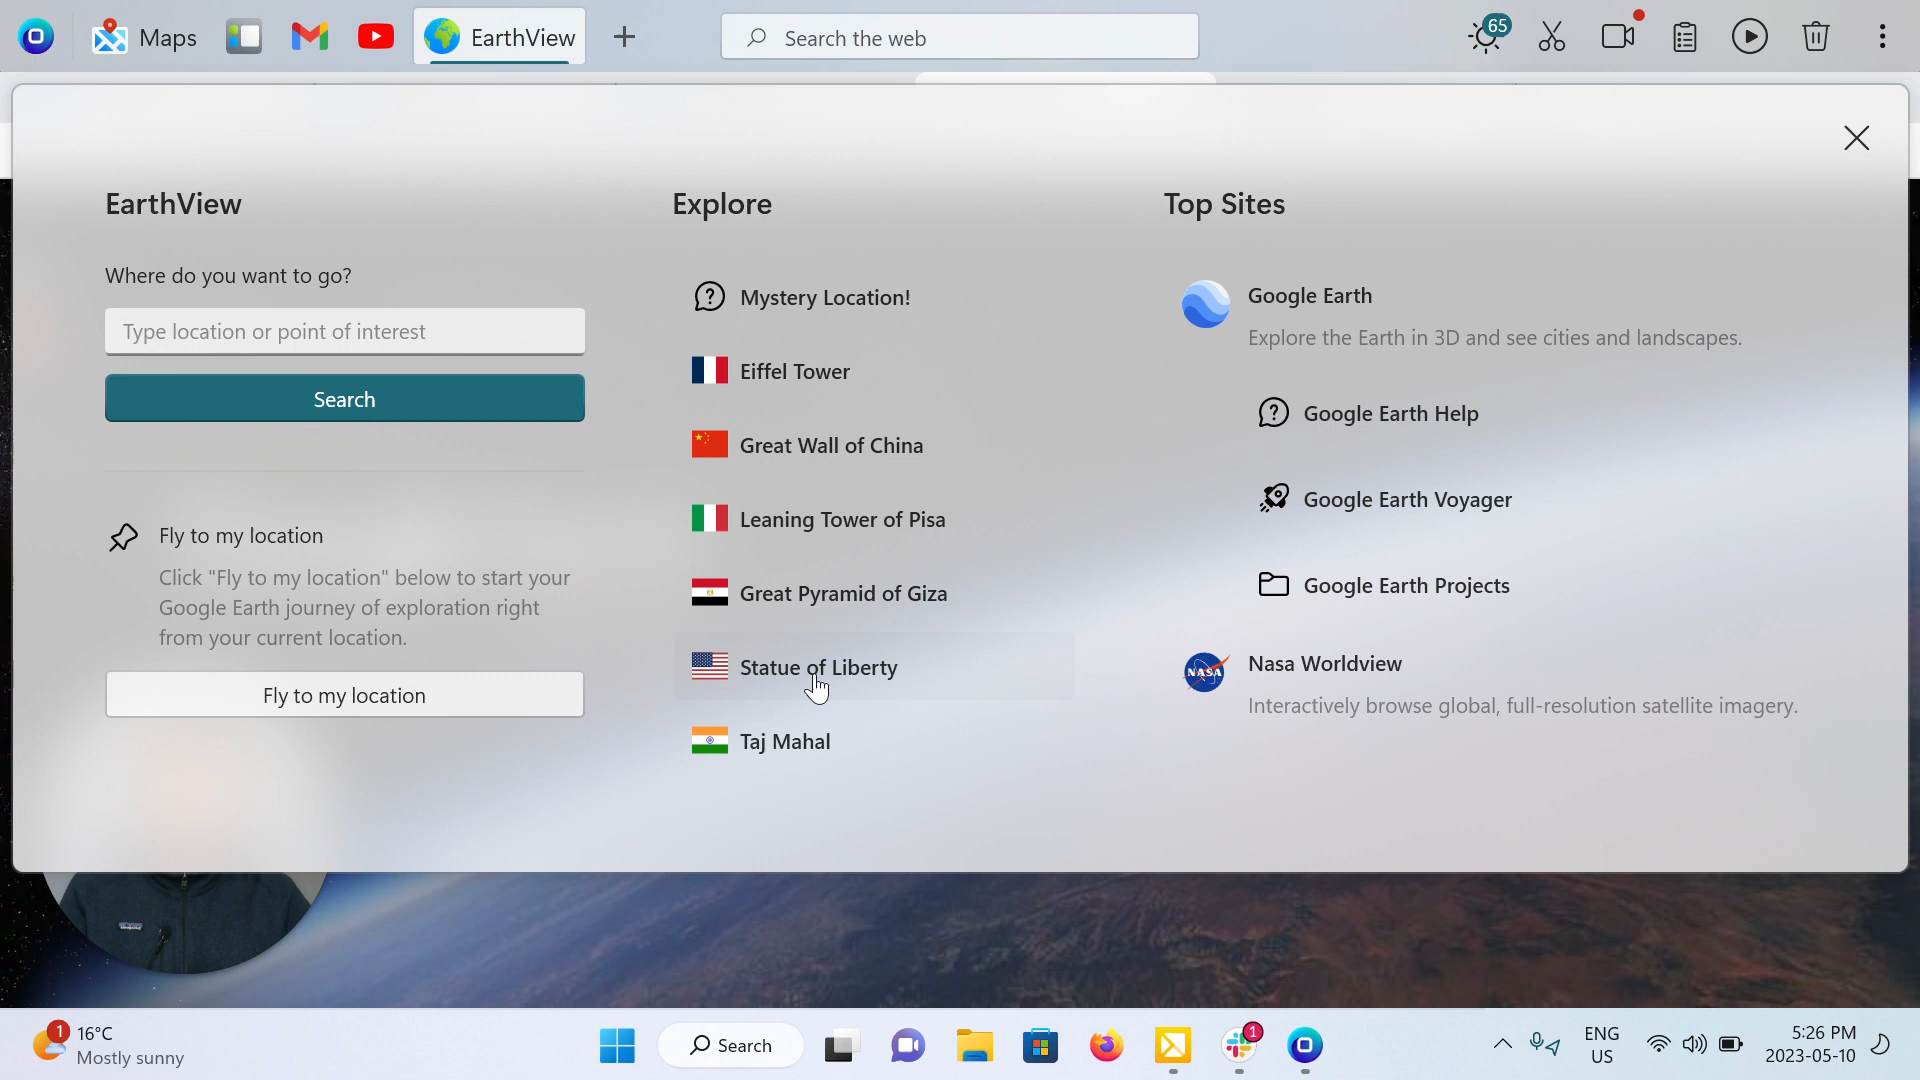 Maps
EarthView
Search the web
65
EarthView
Where do you want to go?
Type location or point of interest
Search
Fly to my location
Click "Fly to my location" below to start your
Google Earth journey of exploration right
from your current location.
Fly to my location
Explore
Mystery Location!
Eiffel Tower
Great Wall of China
Leaning Tower of Pisa
Great Pyramid of Giza
Statue of Liberty
Taj Mahal
Top Sites
Google Earth
Explore the Earth in 3D and see cities and landscapes.
Google Earth Help
Google Earth Voyager
Google Earth Projects
NASA
Nasa Worldview
Interactively browse global, full-resolution satellite imagery.
1
16°C
Mostly sunny
Search
1
ENG
US
5:26 PM
2023-05-10